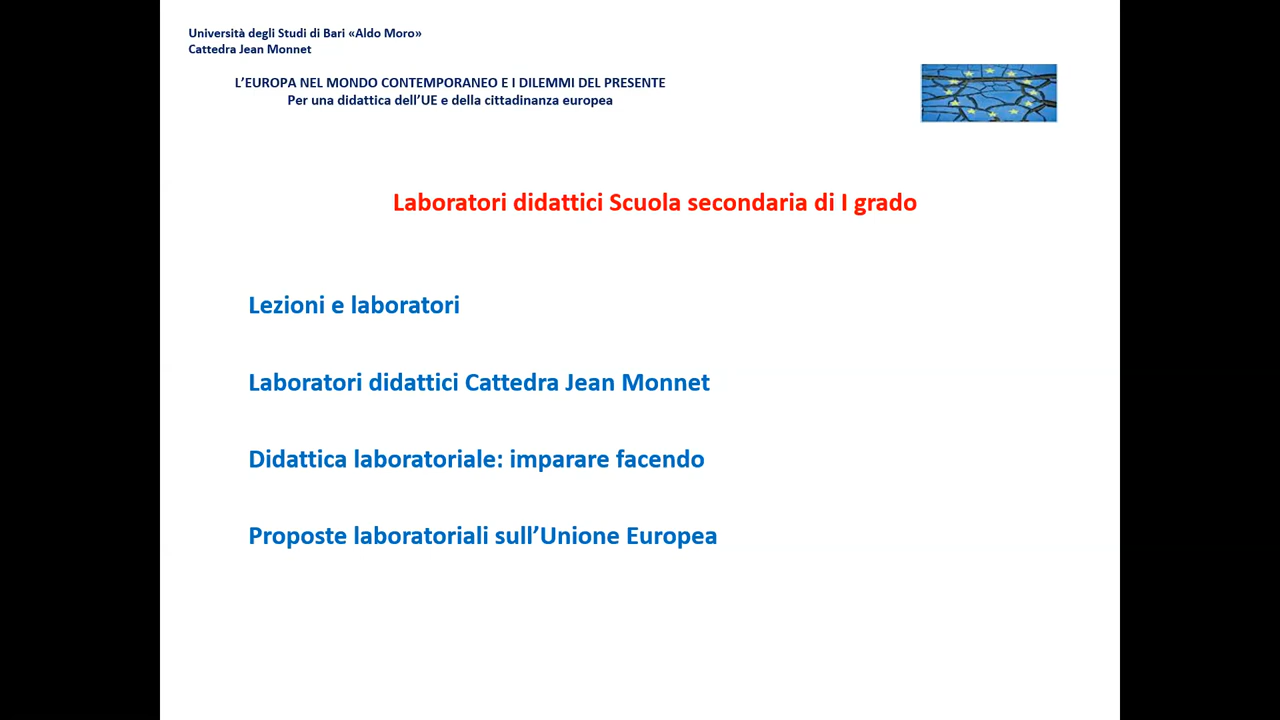 Università degli Studi di Bari «Aldo Moro»
Cattedra Jean Monnet
L’EUROPA NEL MONDO CONTEMPORANEO E I DILEMMI DEL PRESENTE
Per una didattica dell’UE e della cittadinanza europea
Laboratori didattici Scuola secondaria di I grado
Lezioni e laboratori
Laboratori didattici Cattedra Jean Monnet
Didattica laboratoriale: imparare facendo
Proposte laboratoriali sull’Unione Europea